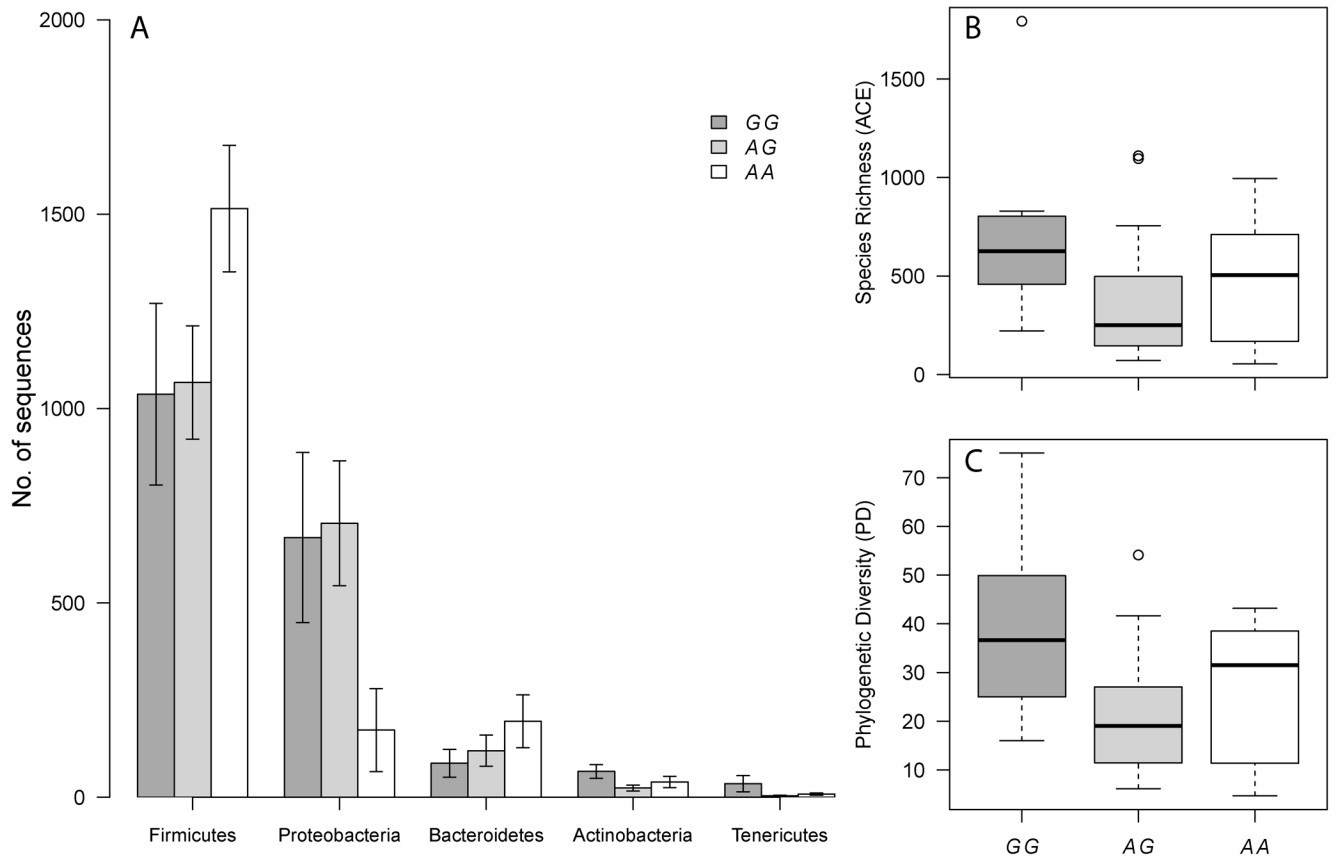 A
No. of sequences
2000
1500
1000
500
0
GG
AG
AA
Firmicutes Proteobacteria Bacteroidetes Actinobacteria Tenericutes
B
Species Richness (ACE)
1500
1000
500
0
C
Phylogenetic Diversity (PD)
70
60
50
40
30
20
10
GG AG AA